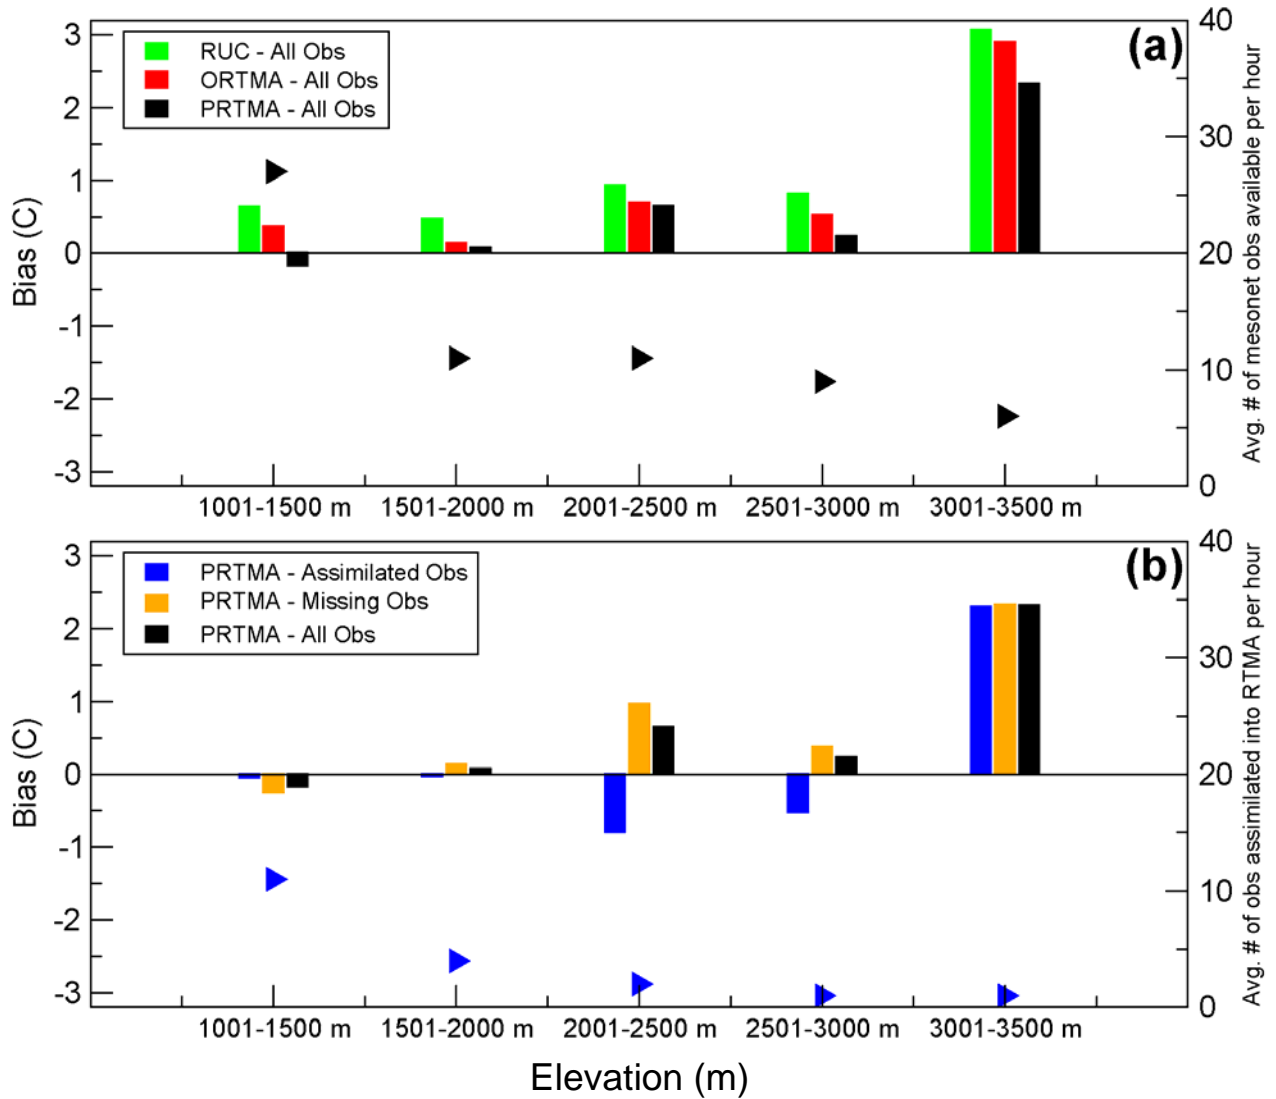 (a)
RUC - All Obs
ORTMA - All Obs
PRTMA - All Obs
3
2
1
0
-1
-2
-3
Bias (C)
40
30
20
10
0
Avg. # of mesonet obs available per hour
1001-1500 m 1501-2000 m 2001-2500 m 2501-3000 m 3001-3500 m
(b)
PRTMA - Assimilated Obs
PRTMA - Missing Obs
PRTMA - All Obs
3
2
1
0
-1
-2
-3
Bias (C)
40
30
20
10
0
Avg. # of obs assimilated into RTMA per hour
1001-1500 m 1501-2000 m 2001-2500 m 2501-3000 m 3001-3500 m
Elevation (m)